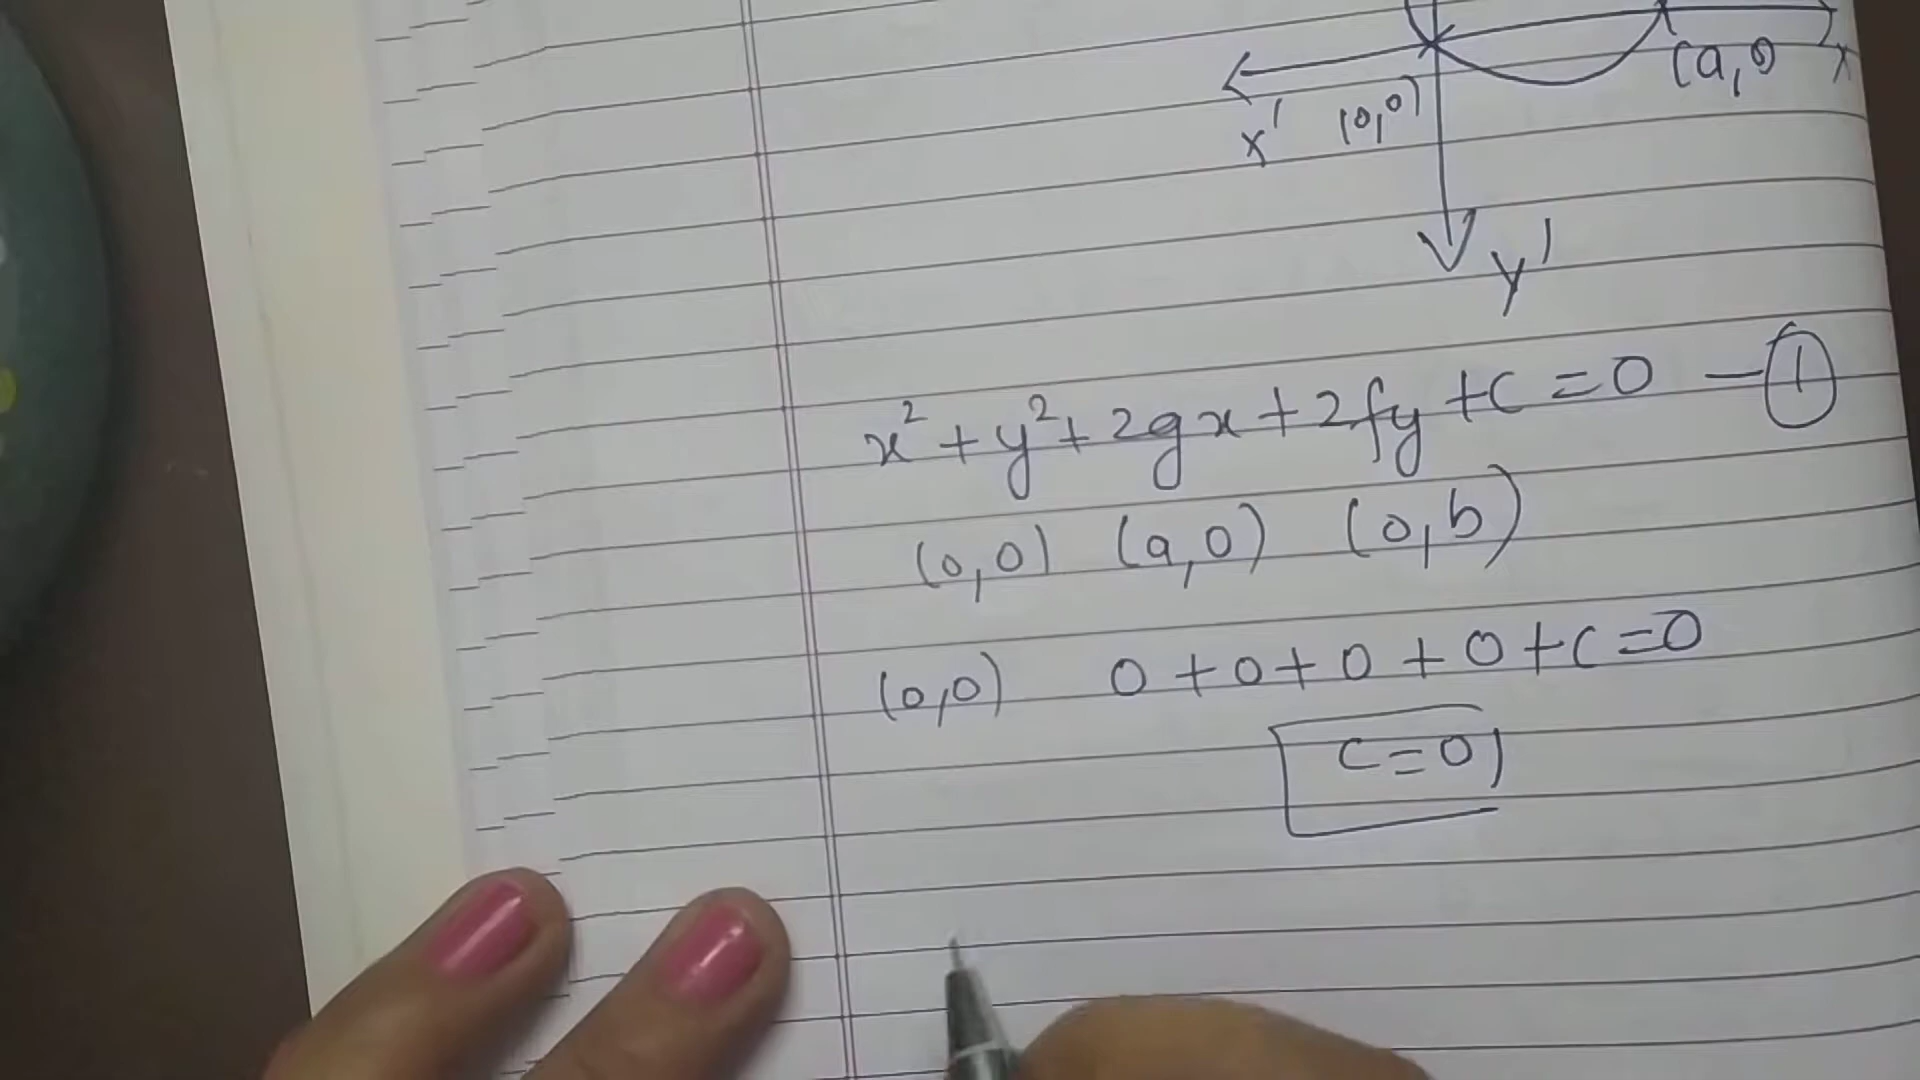 (a, 0) x
x' (0,0)
y'
x² + y² + 2gx + 2fy + c = 0 — ①
(0,0) (a,0) (0,b)
(0,0) 0 + 0 + 0 + 0 + c = 0
c = 0